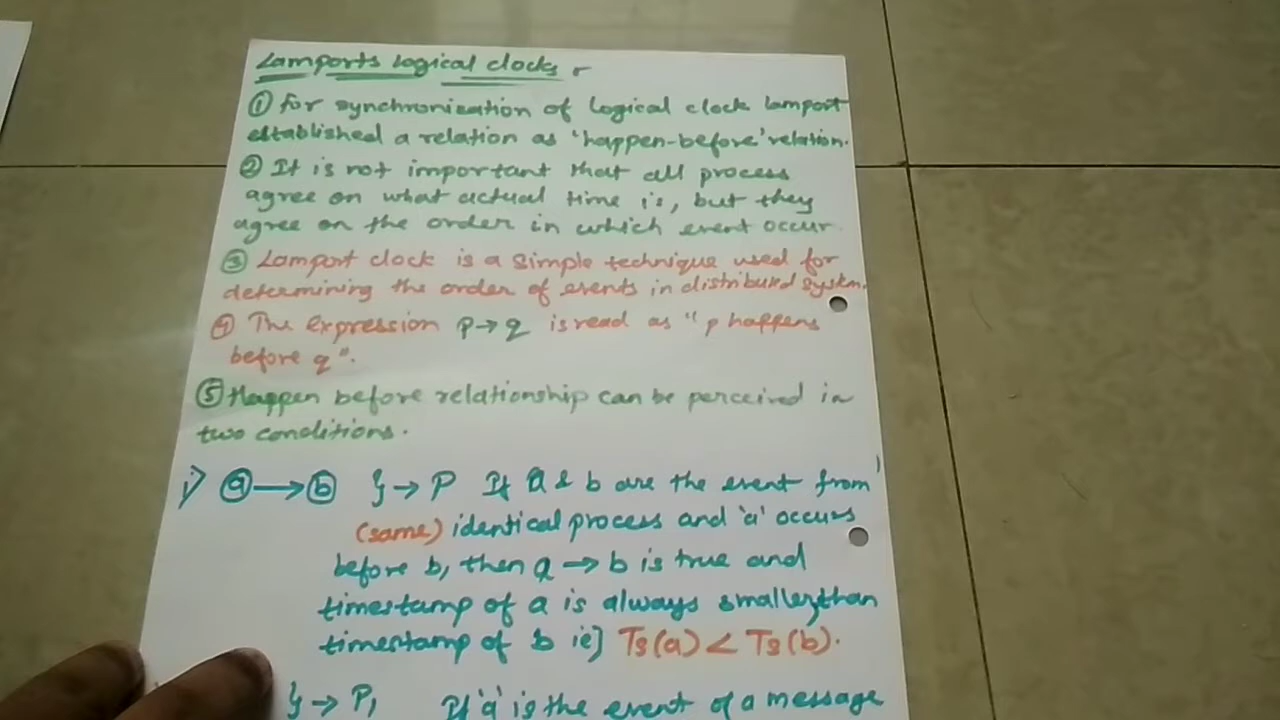 Lamports logical clocks
① For synchronization of logical clock lamport
established a relation as 'happen-before' relation.
② It is not important that all process
agree on what actual time is, but they
agree on the order in which event occur.
③ Lamport clock is a simple technique used for
determining the order of events in distributed system.
④ The expression p→q is read as "p happens
before q".
⑤ Happen before relationship can be perceived in
two conditions.
i) ⓐ→ⓑ } → P If a & b are the event from
(same) identical process and 'a' occurs
before b, then a → b is true and
timestamp of a is always smaller than
timestamp of b ie] Ts(a) < Ts(b).
} → P1 If 'a' is the event of a message